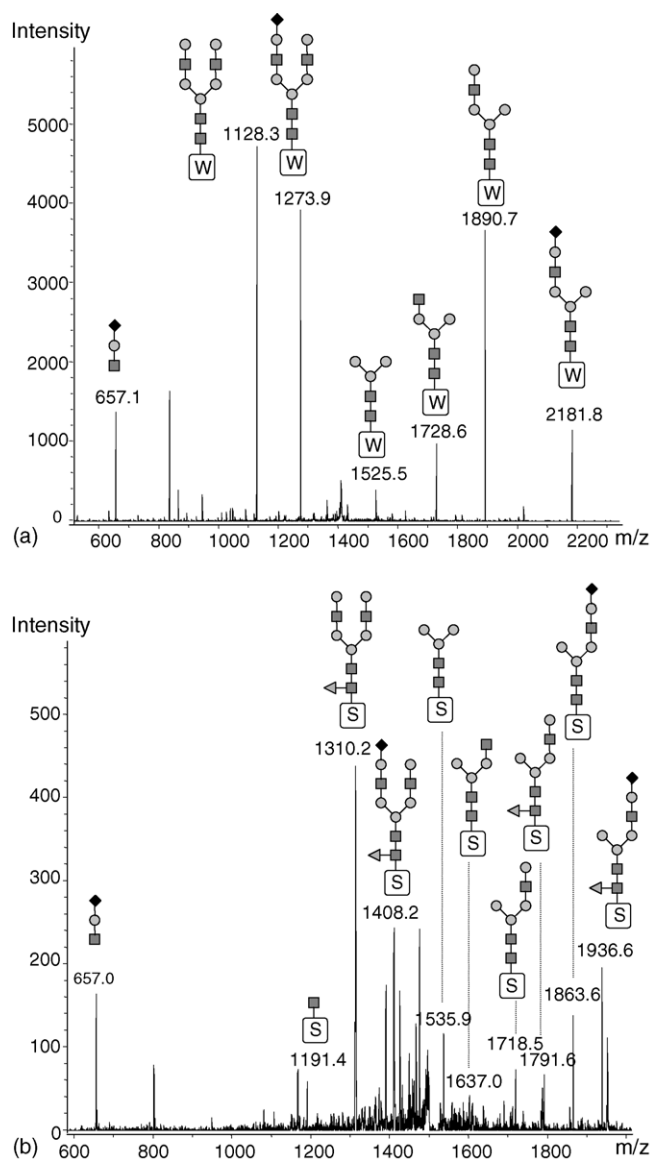 Intensity
5000
1128.3
W
W
1273.9
4000
W
1890.7
3000
W
2181.8
2000
657.1
W
1728.6
W
1525.5
1000
0
(a)
600 800 1000 1200 1400 1600 1800 2000 2200 m/z
Intensity
500
S
1310.2
S
S
400
S
1408.2
S
S
300
S
1936.6
200
657.0
S
1191.4
1535.9
1637.0
S
1718.5
1791.6
1863.6
100
0
(b)
600 800 1000 1200 1400 1600 1800 m/z